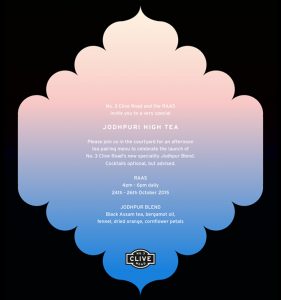 No. 3 Clive Road and the RAAS
invite you to a very special
JODHPURI HIGH TEA
Please join us in the courtyard for an afternoon
tea pairing menu to celebrate the launch of
No. 3 Clive Road's new speciality Jodhpur Blend.
Cocktails optional, but advised.
RAAS
4pm - 6pm daily
24th - 26th October 2015
JODHPUR BLEND
Black Assam tea, bergamot oil,
fennel, dried orange, cornflower petals
No. 3
CLIVE
ROAD